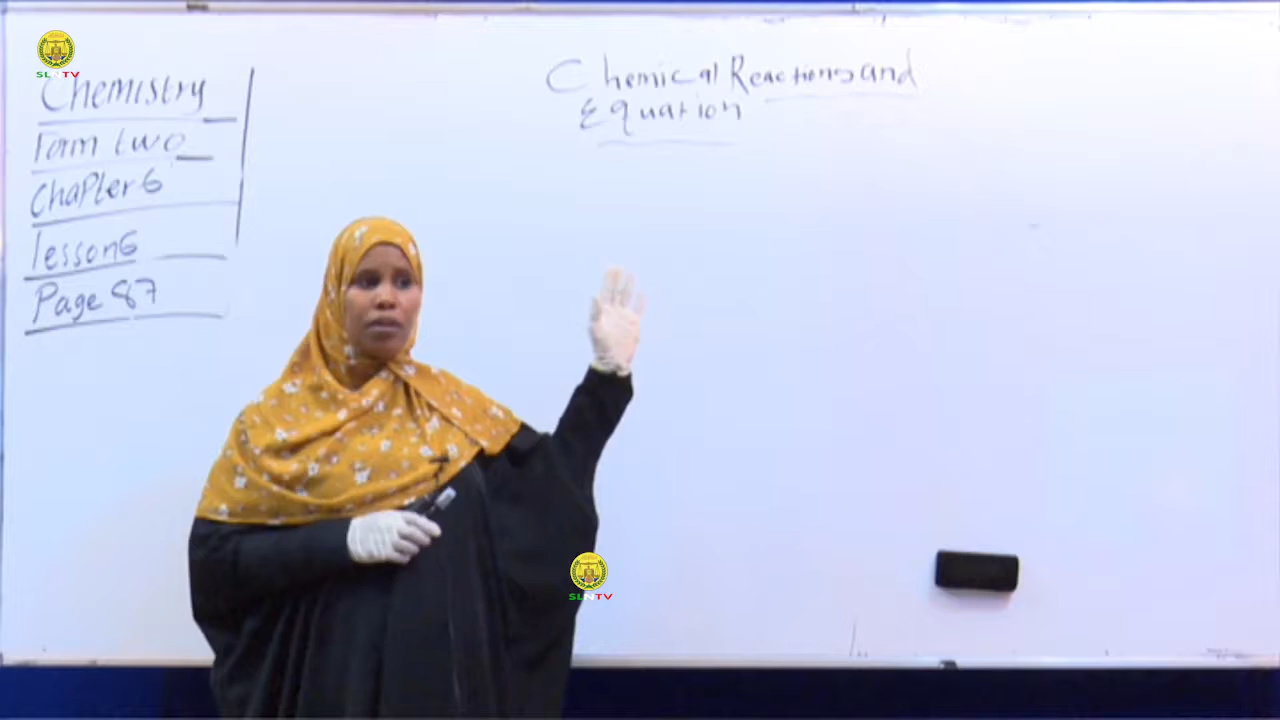 SLNTV
Chemistry
Form two
Chapter 6
lesson 6
Page 87
Chemical Reactions and
Equation
SLNTV